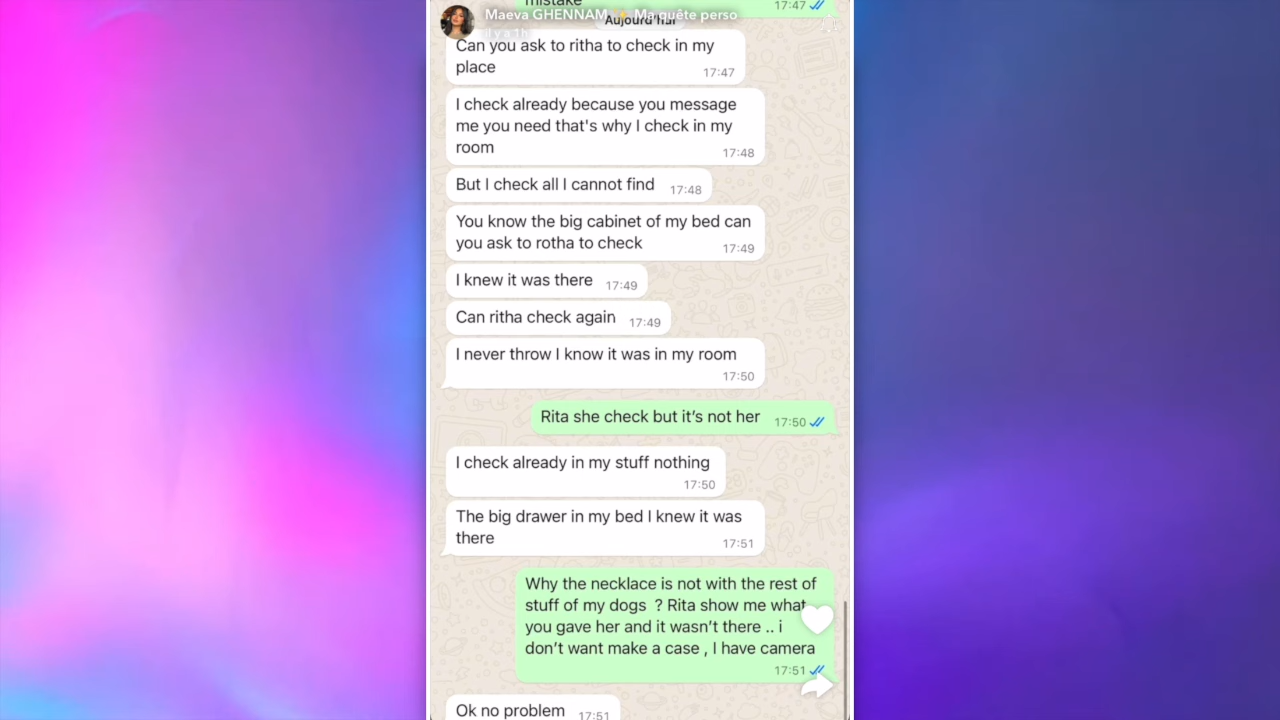 mistake
17:47
Maeva GHENNAM Ma quête perso
Aujourd'hui
il y a 1h
Can you ask to ritha to check in my
place
17:47
I check already because you message
me you need that's why I check in my
room
17:48
But I check all I cannot find 17:48
You know the big cabinet of my bed can
you ask to rotha to check
17:49
I knew it was there 17:49
Can ritha check again 17:49
I never throw I know it was in my room
17:50
Rita she check but it's not her 17:50
I check already in my stuff nothing
17:50
The big drawer in my bed I knew it was
there
17:51
Why the necklace is not with the rest of
stuff of my dogs ? Rita show me what
you gave her and it wasn't there .. i
don't want make a case , I have camera
17:51
Ok no problem 17:51